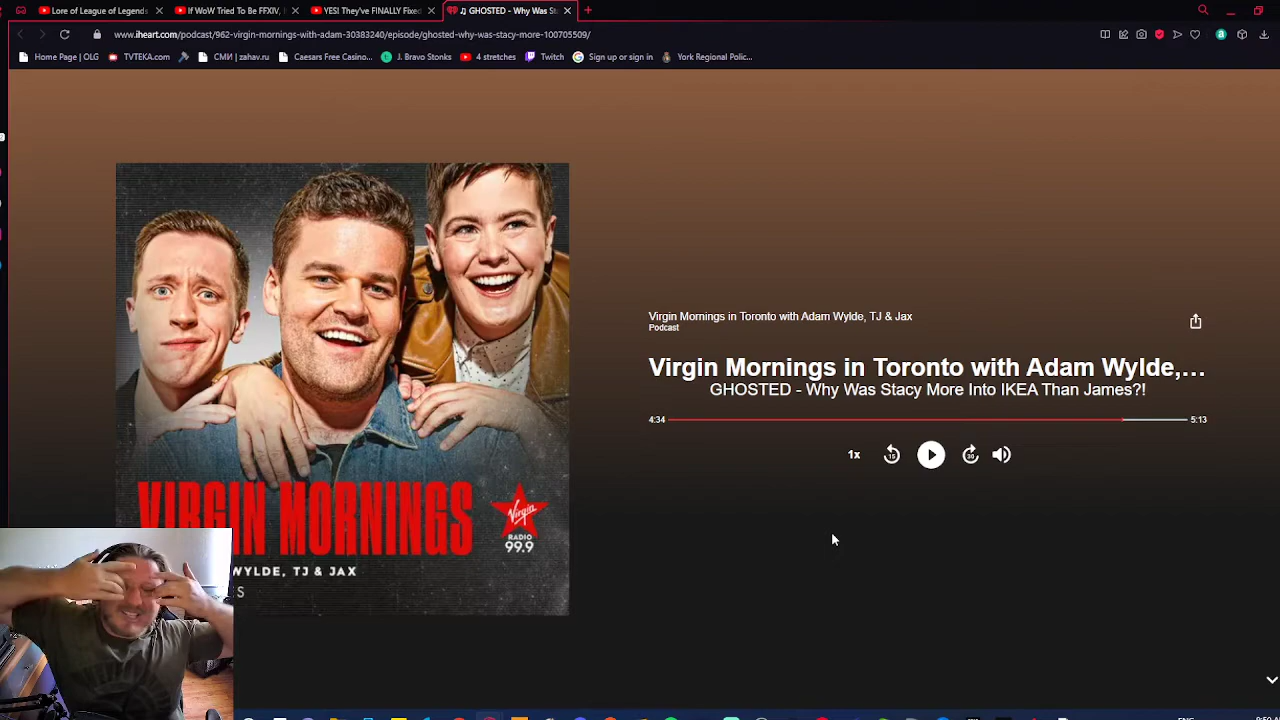 Lore of League of Legends
If WoW Tried To Be FFXIV, I
YES! They've FINALLY Fixed
GHOSTED - Why Was St
www.iheart.com/podcast/962-virgin-mornings-with-adam-30383240/episode/ghosted-why-was-stacy-more-100705509/
Home Page | OLG
TVTEKA.com
СМИ | zahav.ru
Caesars Free Casino...
J. Bravo Stonks
4 stretches
Twitch
Sign up or sign in
York Regional Polic...
Virgin Mornings in Toronto with Adam Wylde, TJ & Jax
Podcast
Virgin Mornings in Toronto with Adam Wylde,...
GHOSTED - Why Was Stacy More Into IKEA Than James?!
4:34
5:13
1x
15
30
VIRGIN MORNINGS
Virgin
RADIO
99.9
WYLDE, TJ & JAX
S